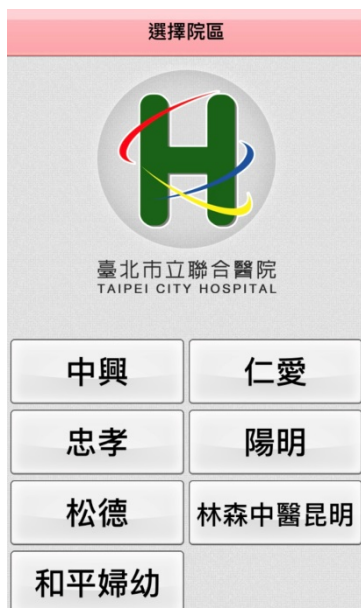 選擇院區
臺北市立聯合醫院
TAIPEI CITY HOSPITAL
中興
仁愛
忠孝
陽明
松德
林森中醫昆明
和平婦幼